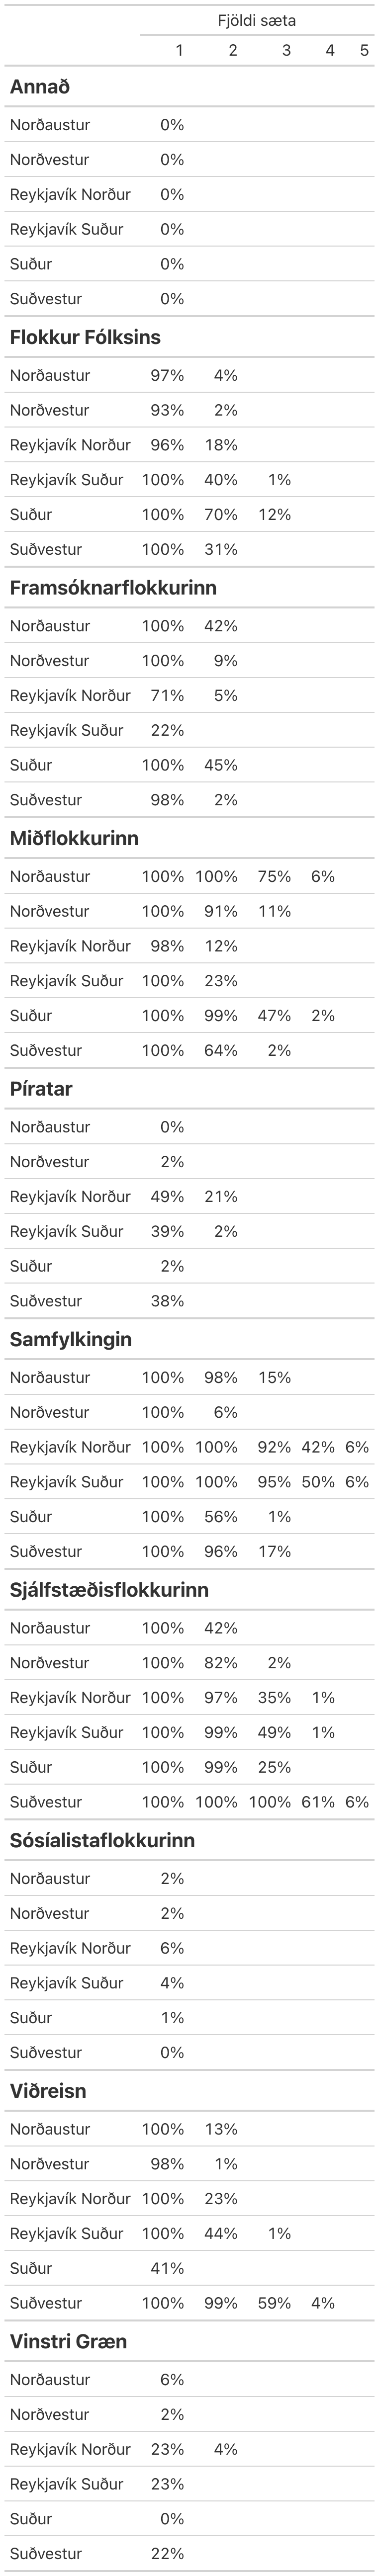 Fjöldi sæta
1 2 3 4 5
Annað
Norðaustur 0%
Norðvestur 0%
Reykjavík Norður 0%
Reykjavík Suður 0%
Suður 0%
Suðvestur 0%
Flokkur Fólksins
Norðaustur 97% 4%
Norðvestur 93% 2%
Reykjavík Norður 96% 18%
Reykjavík Suður 100% 40% 1%
Suður 100% 70% 12%
Suðvestur 100% 31%
Framsóknarflokkurinn
Norðaustur 100% 42%
Norðvestur 100% 9%
Reykjavík Norður 71% 5%
Reykjavík Suður 22%
Suður 100% 45%
Suðvestur 98% 2%
Miðflokkurinn
Norðaustur 100% 100% 75% 6%
Norðvestur 100% 91% 11%
Reykjavík Norður 98% 12%
Reykjavík Suður 100% 23%
Suður 100% 99% 47% 2%
Suðvestur 100% 64% 2%
Píratar
Norðaustur 0%
Norðvestur 2%
Reykjavík Norður 49% 21%
Reykjavík Suður 39% 2%
Suður 2%
Suðvestur 38%
Samfylkingin
Norðaustur 100% 98% 15%
Norðvestur 100% 6%
Reykjavík Norður 100% 100% 92% 42% 6%
Reykjavík Suður 100% 100% 95% 50% 6%
Suður 100% 56% 1%
Suðvestur 100% 96% 17%
Sjálfstæðisflokkurinn
Norðaustur 100% 42%
Norðvestur 100% 82% 2%
Reykjavík Norður 100% 97% 35% 1%
Reykjavík Suður 100% 99% 49% 1%
Suður 100% 99% 25%
Suðvestur 100% 100% 100% 61% 6%
Sósíalistaflokkurinn
Norðaustur 2%
Norðvestur 2%
Reykjavík Norður 6%
Reykjavík Suður 4%
Suður 1%
Suðvestur 0%
Viðreisn
Norðaustur 100% 13%
Norðvestur 98% 1%
Reykjavík Norður 100% 23%
Reykjavík Suður 100% 44% 1%
Suður 41%
Suðvestur 100% 99% 59% 4%
Vinstri Græn
Norðaustur 6%
Norðvestur 2%
Reykjavík Norður 23% 4%
Reykjavík Suður 23%
Suður 0%
Suðvestur 22%